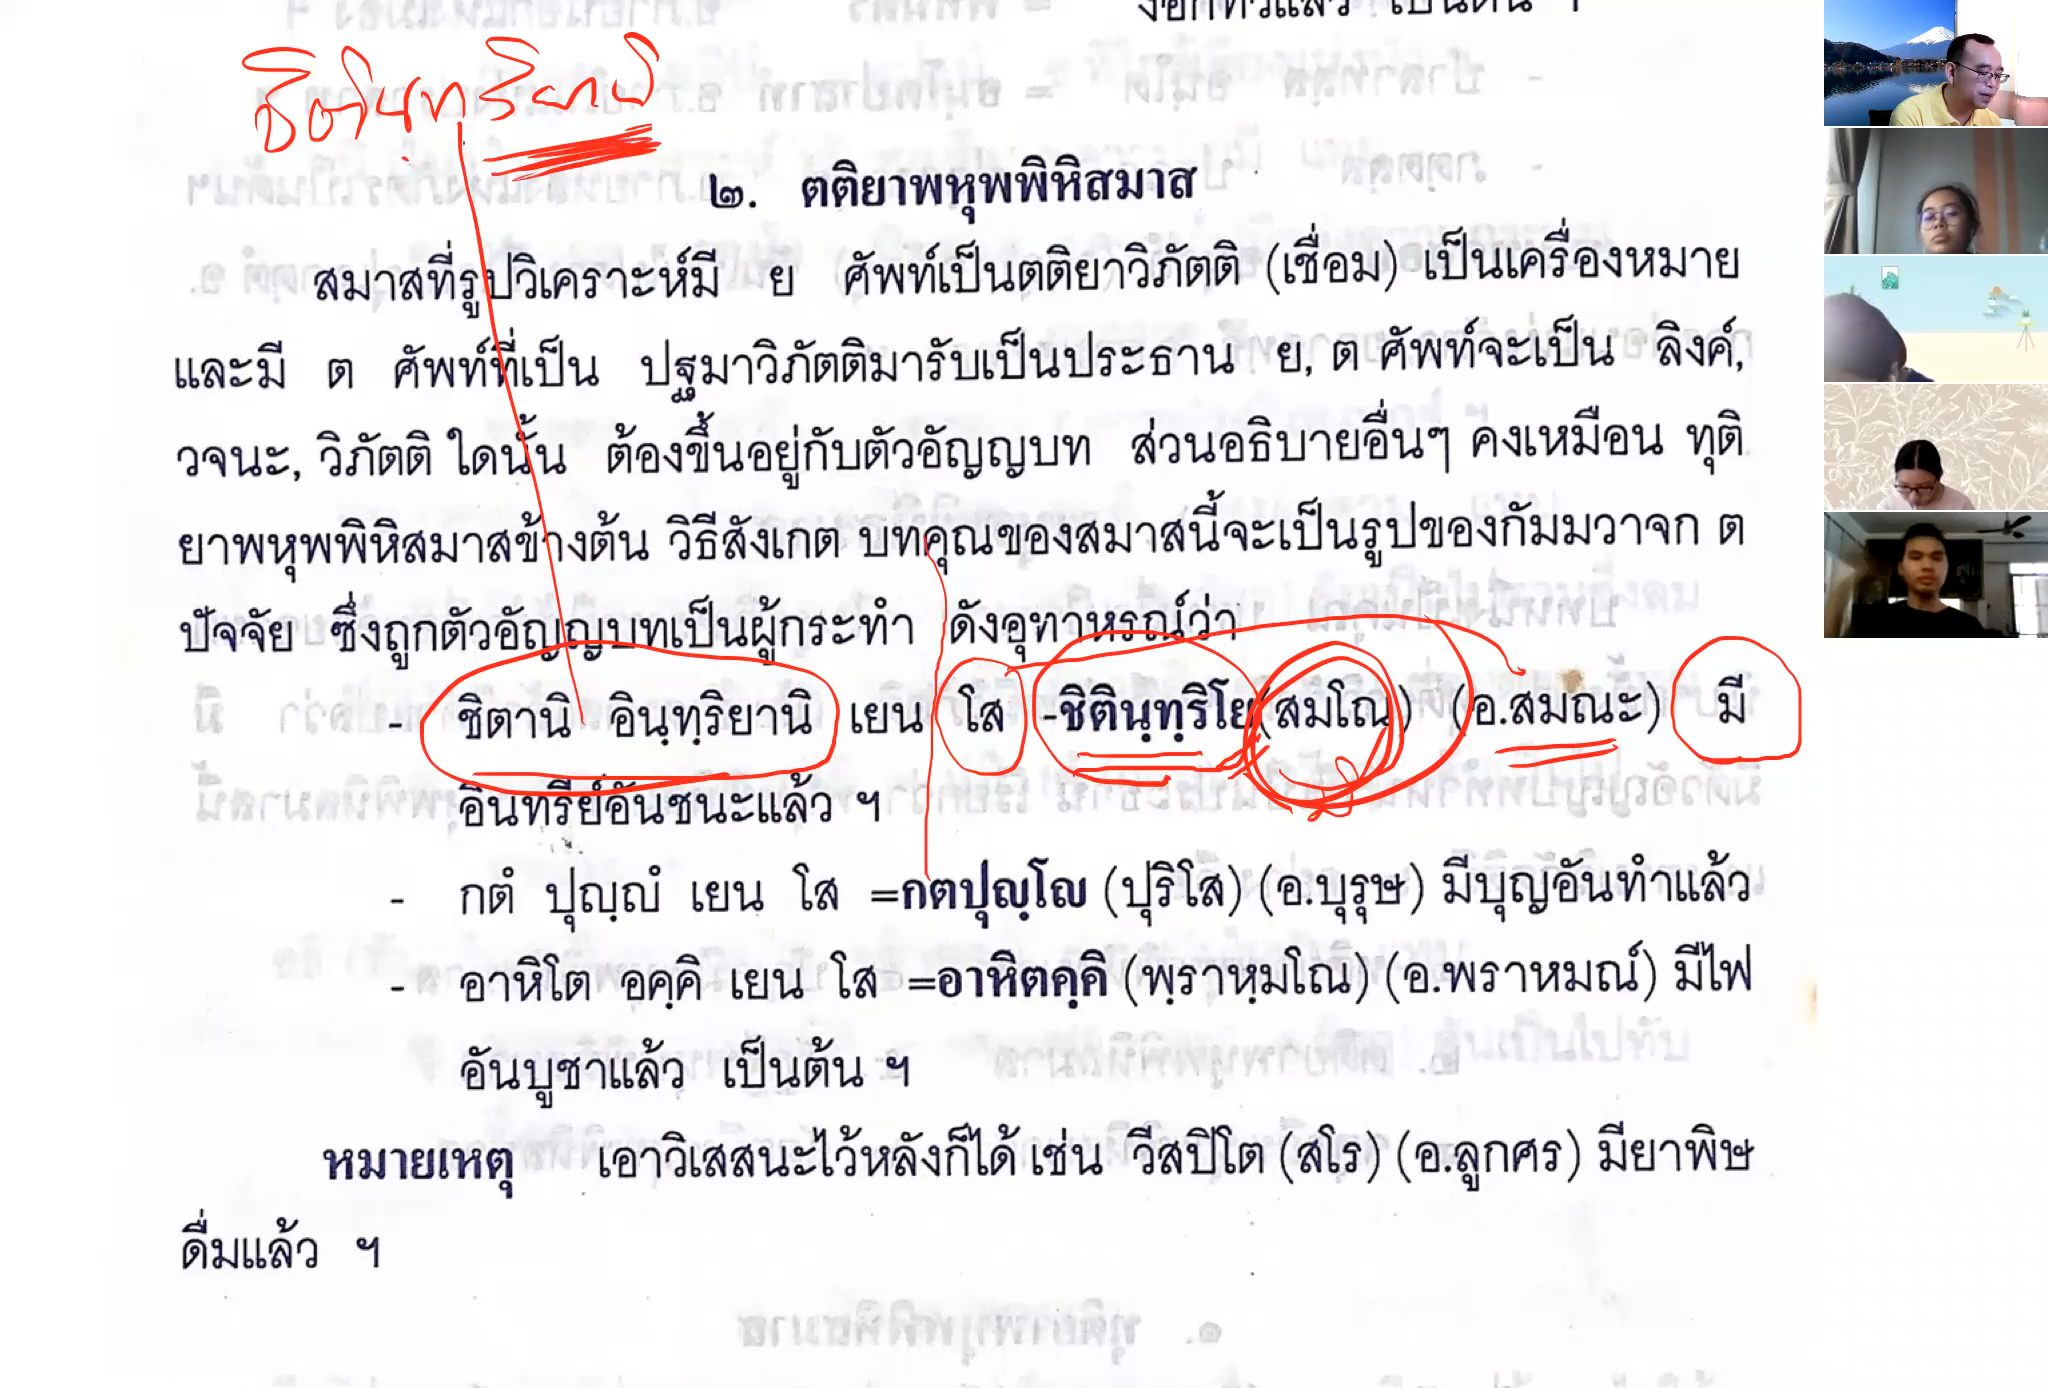 ชิตินฺทฺริยานิ
๒. ตติยาพหุพพิหิสมาส
สมาสที่รูปวิเคราะห์มี ย ศัพท์เป็นตติยาวิภัตติ (เชื่อม) เป็นเครื่องหมาย
และมี ต ศัพท์ที่เป็น ปฐมาวิภัตติมารับเป็นประธาน ย, ต ศัพท์จะเป็น ลิงค์,
วจนะ, วิภัตติ ใดนั้น ต้องขึ้นอยู่กับตัวอัญญบท ส่วนอธิบายอื่นๆ คงเหมือน ทุติ
ยาพหุพพิหิสมาสข้างต้น วิธีสังเกต บทคุณของสมาสนี้จะเป็นรูปของกัมมวาจก ต
ปัจจัย ซึ่งถูกตัวอัญญบทเป็นผู้กระทำ ดังอุทาหรณ์ว่า
- ชิตานิ อินฺทฺริยานิ เยน โส -ชิตินฺทฺริโย (สมโณ) (อ.สมณะ) มี
อินทรีย์อันชนะแล้ว ฯ
- กตํ ปุญฺญํ เยน โส =กตปุญฺโญ (ปุริโส) (อ.บุรุษ) มีบุญอันทำแล้ว
- อาหิโต อคฺคิ เยน โส =อาหิตคฺคิ (พฺราหฺมโณ) (อ.พราหมณ์) มีไฟ
อันบูชาแล้ว เป็นต้น ฯ
หมายเหตุ เอาวิเสสนะไว้หลังก็ได้ เช่น วีสปิโต (สโร) (อ.ลูกศร) มียาพิษ
ดื่มแล้ว ฯ